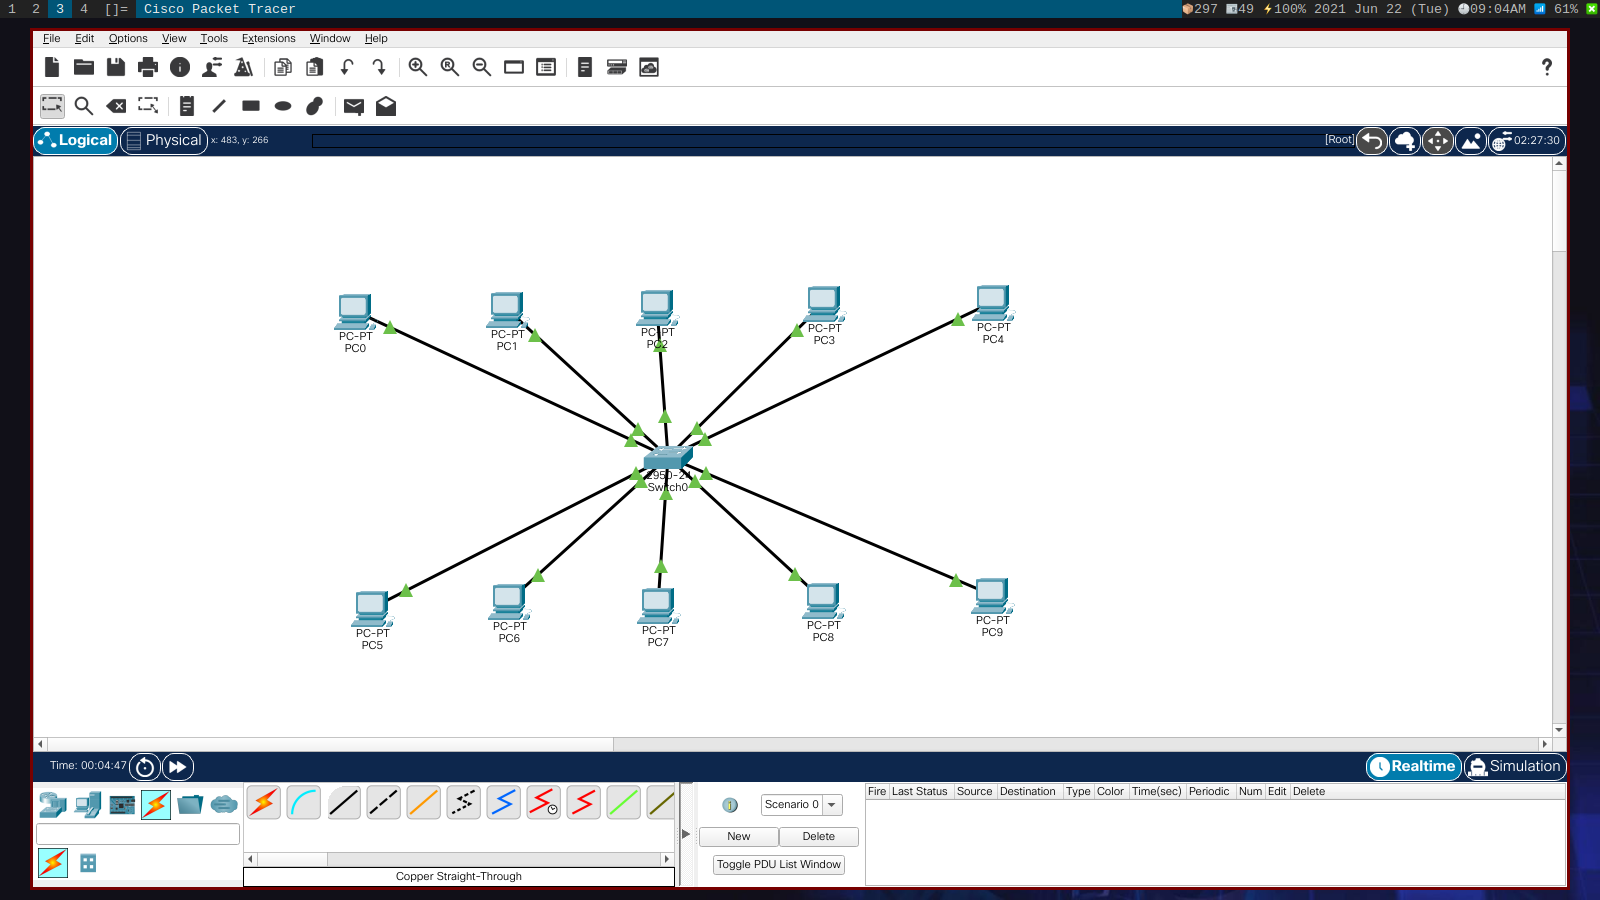 1 2 3 4 []= Cisco Packet Tracer 297 49 100% 2021 Jun 22 (Tue) 09:04AM 61%
File Edit Options View Tools Extensions Window Help
Logical Physical x: 483, y: 266 [Root] 02:27:30
PC-PT
PC0
PC-PT
PC1
PC-PT
PC2
PC-PT
PC3
PC-PT
PC4
2950-24
Switch0
PC-PT
PC5
PC-PT
PC6
PC-PT
PC7
PC-PT
PC8
PC-PT
PC9
Time: 00:04:47 Realtime Simulation
Scenario 0
New Delete
Toggle PDU List Window
Fire Last Status Source Destination Type Color Time(sec) Periodic Num Edit Delete
Copper Straight-Through